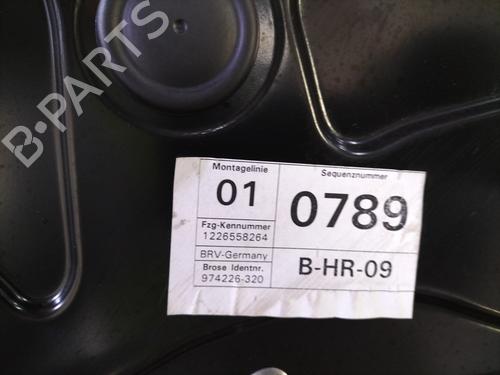 B-PARTS
Montagelinie
01
Sequenznummer
0789
Fzg-Kennummer
1226558264
BRV-Germany
Brose Identnr.
974226-320
B-HR-09